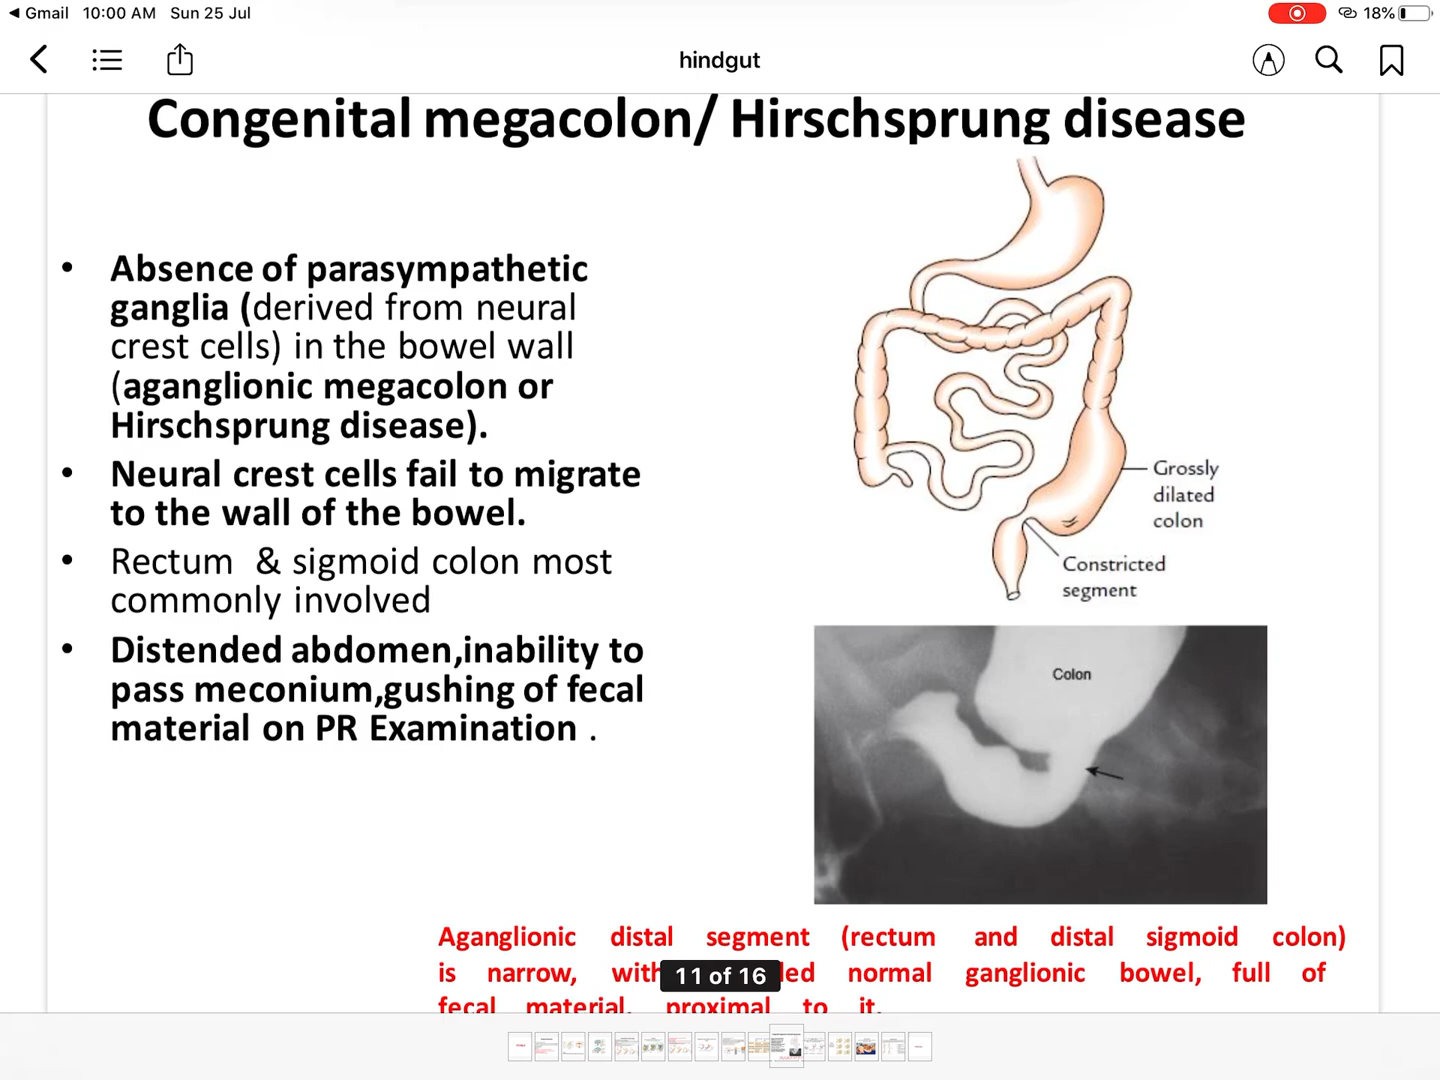 Gmail 10:00 AM Sun 25 Jul
18%
hindgut
Congenital megacolon/ Hirschsprung disease
• Absence of parasympathetic
ganglia (derived from neural
crest cells) in the bowel wall
(aganglionic megacolon or
Hirschsprung disease).
• Neural crest cells fail to migrate
to the wall of the bowel.
• Rectum & sigmoid colon most
commonly involved
• Distended abdomen,inability to
pass meconium,gushing of fecal
material on PR Examination .
Grossly
dilated
colon
Constricted
segment
Colon
Aganglionic distal segment (rectum and distal sigmoid colon)
is narrow, with normal ganglionic bowel, full of
fecal material, proximal to it.
11 of 16